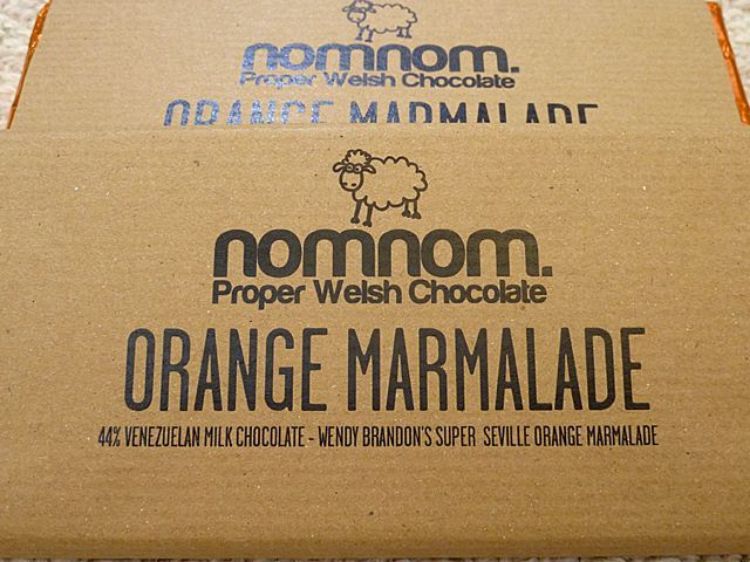 nomnom.
Proper Welsh Chocolate
ORANGE MARMALADE
nomnom.
Proper Welsh Chocolate
ORANGE MARMALADE
44% VENEZUELAN MILK CHOCOLATE - WENDY BRANDON'S SUPER SEVILLE ORANGE MARMALADE